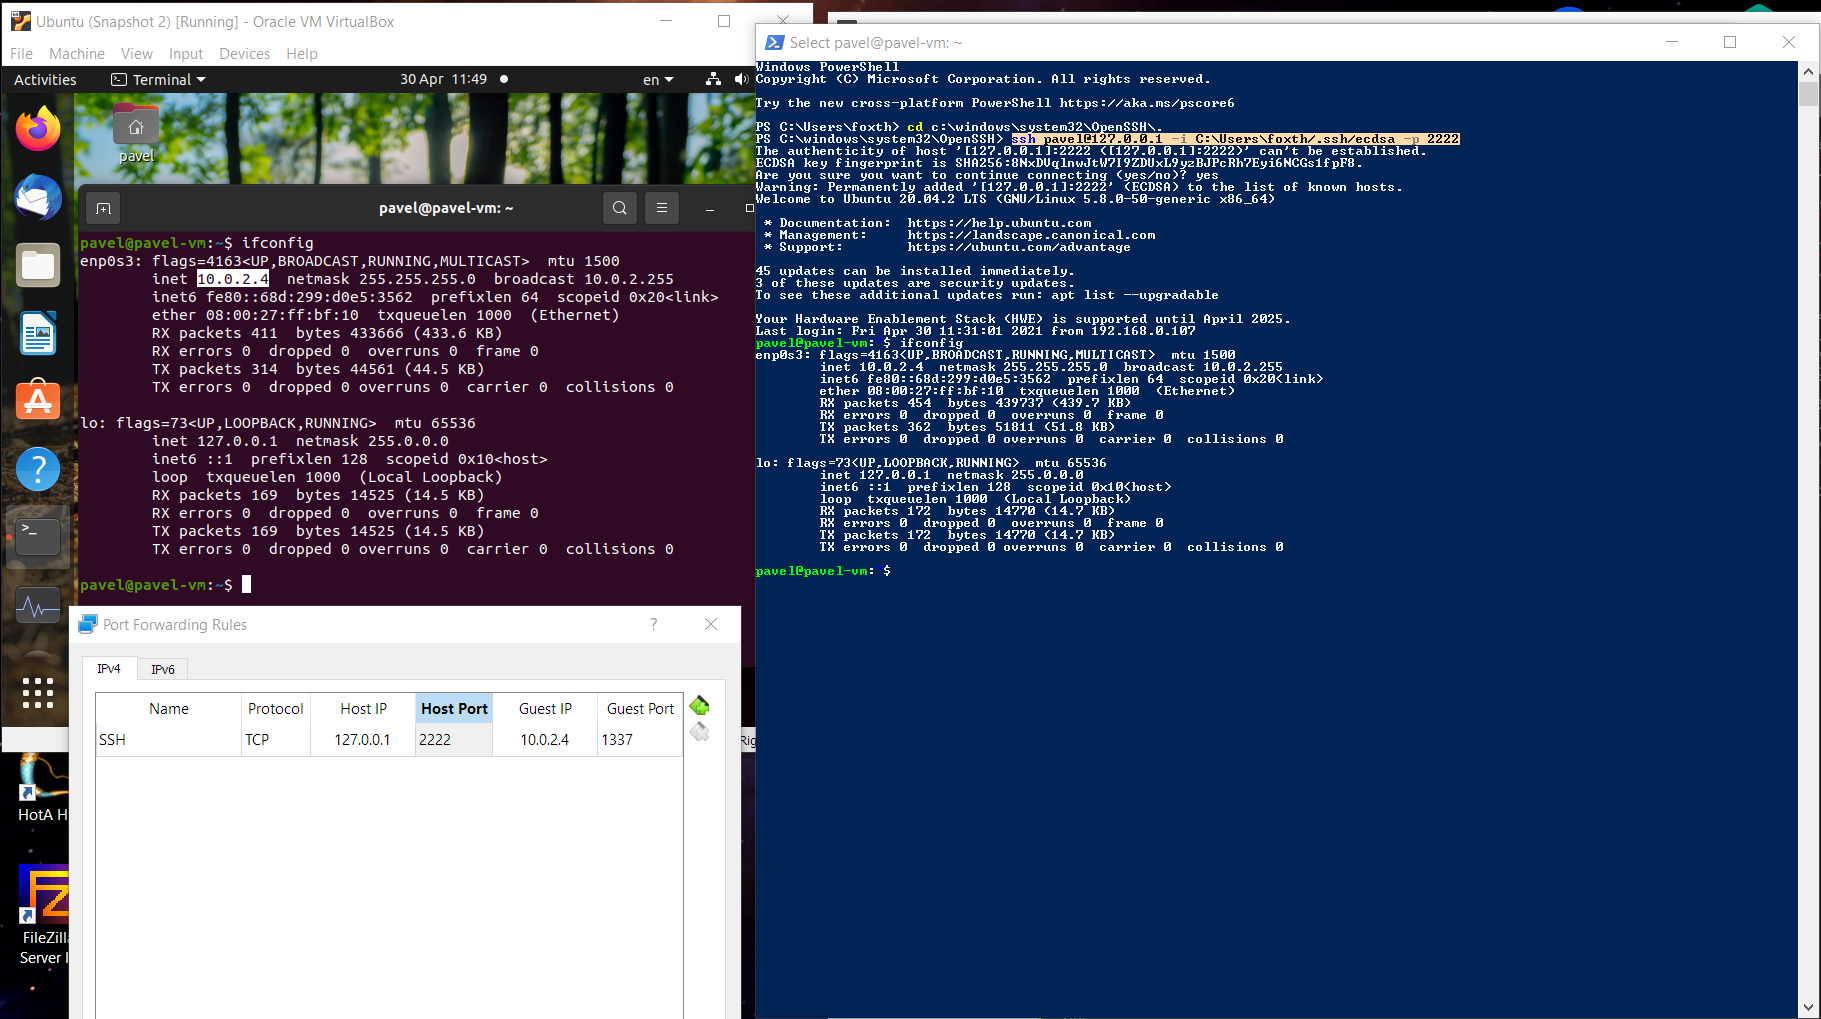 Ubuntu (Snapshot 2) [Running] - Oracle VM VirtualBox
File Machine View Input Devices Help
Activities Terminal 30 Apr 11:49 en
pavel
pavel@pavel-vm: ~
pavel@pavel-vm:~$ ifconfig
enp0s3: flags=4163<UP,BROADCAST,RUNNING,MULTICAST>  mtu 1500
        inet 10.0.2.4  netmask 255.255.255.0  broadcast 10.0.2.255
        inet6 fe80::68d:299:d0e5:3562  prefixlen 64  scopeid 0x20<link>
        ether 08:00:27:ff:bf:10  txqueuelen 1000  (Ethernet)
        RX packets 411  bytes 433666 (433.6 KB)
        RX errors 0  dropped 0  overruns 0  frame 0
        TX packets 314  bytes 44561 (44.5 KB)
        TX errors 0  dropped 0 overruns 0  carrier 0  collisions 0
lo: flags=73<UP,LOOPBACK,RUNNING>  mtu 65536
        inet 127.0.0.1  netmask 255.0.0.0
        inet6 ::1  prefixlen 128  scopeid 0x10<host>
        loop  txqueuelen 1000  (Local Loopback)
        RX packets 169  bytes 14525 (14.5 KB)
        RX errors 0  dropped 0  overruns 0  frame 0
        TX packets 169  bytes 14525 (14.5 KB)
        TX errors 0  dropped 0 overruns 0  carrier 0  collisions 0
pavel@pavel-vm:~$
Port Forwarding Rules ?
IPv4 IPv6
Name Protocol Host IP Host Port Guest IP Guest Port
SSH TCP 127.0.0.1 2222 10.0.2.4 1337
HotA H
FileZill
Server I
Select pavel@pavel-vm: ~
Windows PowerShell
Copyright (C) Microsoft Corporation. All rights reserved.
Try the new cross-platform PowerShell https://aka.ms/pscore6
PS C:\Users\foxth> cd c:\windows\system32\OpenSSH\.
PS C:\windows\system32\OpenSSH> ssh pavel@127.0.0.1 -i C:\Users\foxth/.ssh/ecdsa -p 2222
The authenticity of host '[127.0.0.1]:2222 ([127.0.0.1]:2222)' can't be established.
ECDSA key fingerprint is SHA256:8NxDVqlnwJtW7I9ZDUxL9yzBJPcRh7Eyi6NCGs1fpF8.
Are you sure you want to continue connecting (yes/no)? yes
Warning: Permanently added '[127.0.0.1]:2222' (ECDSA) to the list of known hosts.
Welcome to Ubuntu 20.04.2 LTS (GNU/Linux 5.8.0-50-generic x86_64)
 * Documentation:  https://help.ubuntu.com
 * Management:     https://landscape.canonical.com
 * Support:        https://ubuntu.com/advantage
45 updates can be installed immediately.
3 of these updates are security updates.
To see these additional updates run: apt list --upgradable
Your Hardware Enablement Stack (HWE) is supported until April 2025.
Last login: Fri Apr 30 11:31:01 2021 from 192.168.0.107
pavel@pavel-vm:~$ ifconfig
enp0s3: flags=4163<UP,BROADCAST,RUNNING,MULTICAST>  mtu 1500
        inet 10.0.2.4  netmask 255.255.255.0  broadcast 10.0.2.255
        inet6 fe80::68d:299:d0e5:3562  prefixlen 64  scopeid 0x20<link>
        ether 08:00:27:ff:bf:10  txqueuelen 1000  (Ethernet)
        RX packets 454  bytes 439737 (439.7 KB)
        RX errors 0  dropped 0  overruns 0  frame 0
        TX packets 362  bytes 51811 (51.8 KB)
        TX errors 0  dropped 0 overruns 0  carrier 0  collisions 0
lo: flags=73<UP,LOOPBACK,RUNNING>  mtu 65536
        inet 127.0.0.1  netmask 255.0.0.0
        inet6 ::1  prefixlen 128  scopeid 0x10<host>
        loop  txqueuelen 1000  (Local Loopback)
        RX packets 172  bytes 14770 (14.7 KB)
        RX errors 0  dropped 0  overruns 0  frame 0
        TX packets 172  bytes 14770 (14.7 KB)
        TX errors 0  dropped 0 overruns 0  carrier 0  collisions 0
pavel@pavel-vm:~$